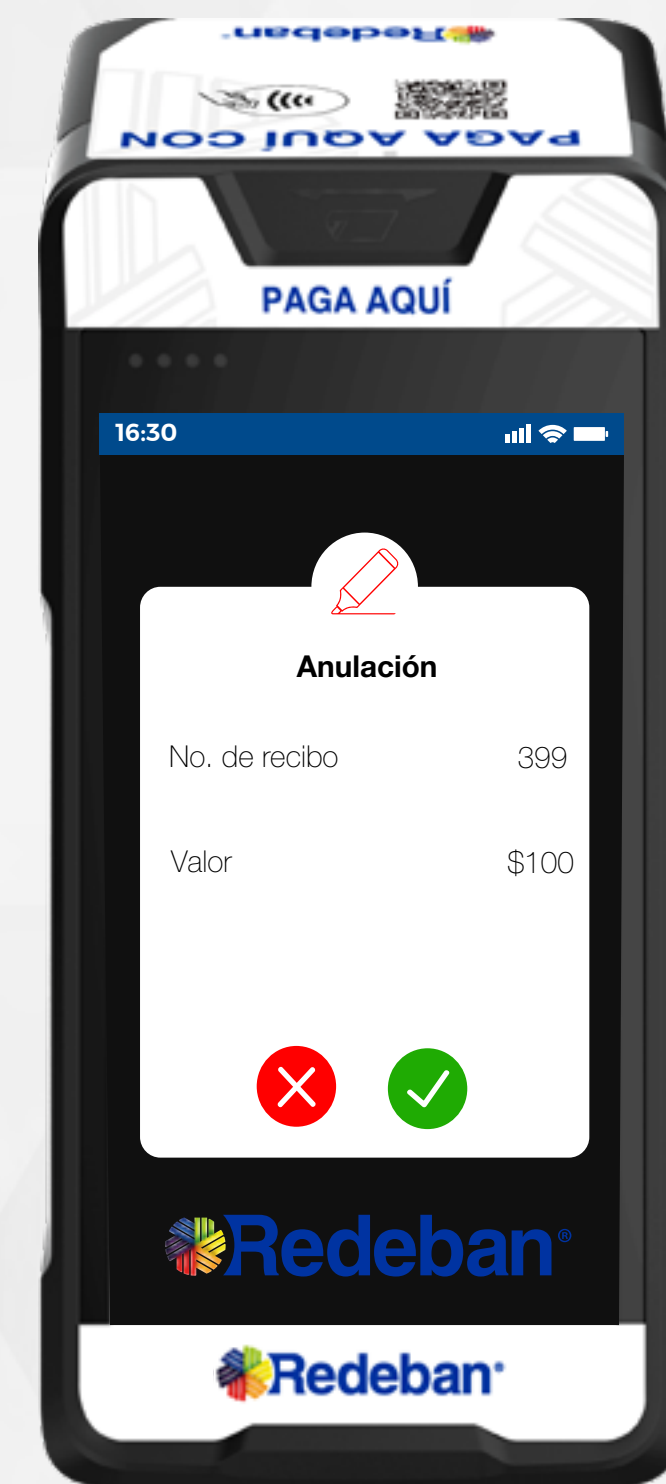 Redeban
PAGA AQUÍ CON
PAGA AQUÍ
16:30
Anulación
No. de recibo 399
Valor $100
Redeban®
Redeban